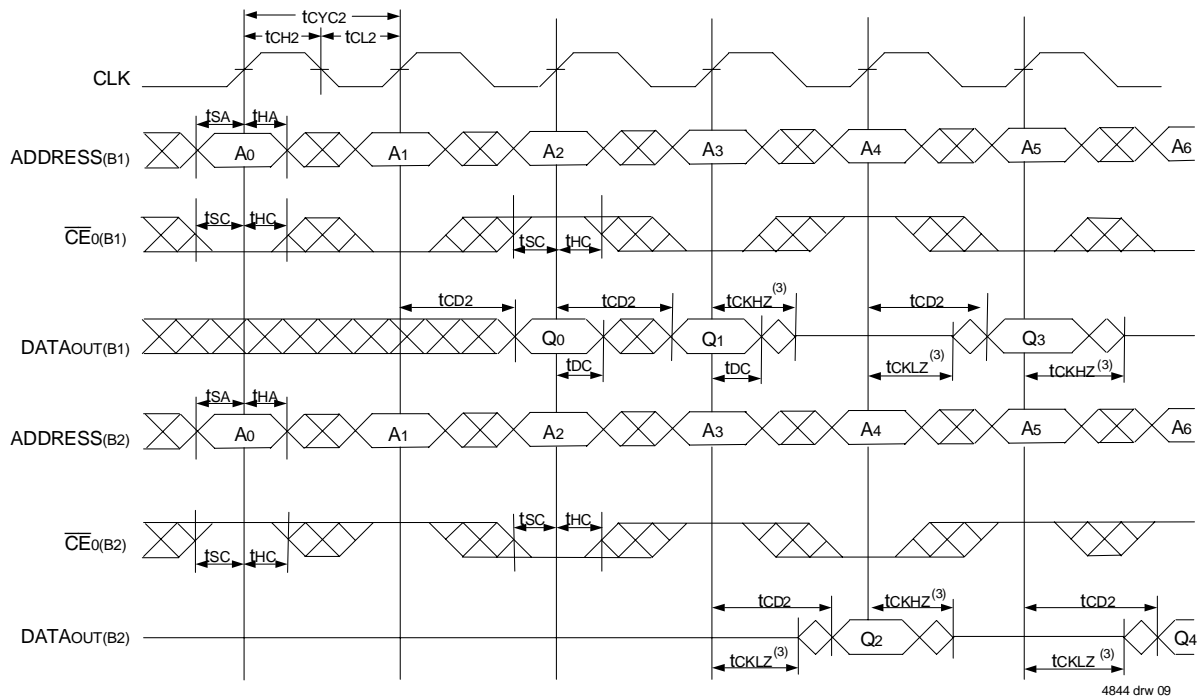 tCYC2
tCH2 tCL2
CLK
tSA tHA
ADDRESS(B1) A0 A1 A2 A3 A4 A5 A6
tSC tHC
CE0(B1)
tSC tHC
tCD2 tCD2 tCKHZ(3) tCD2
DATAOUT(B1) Q0 Q1 Q3
tDC tDC tCKLZ(3) tCKHZ(3)
tSA tHA
ADDRESS(B2) A0 A1 A2 A3 A4 A5 A6
tSC tHC
CE0(B2)
tSC tHC
tCD2 tCKHZ(3) tCD2
DATAOUT(B2) Q2 Q4
tCKLZ(3) tCKLZ(3)
4844 drw 09